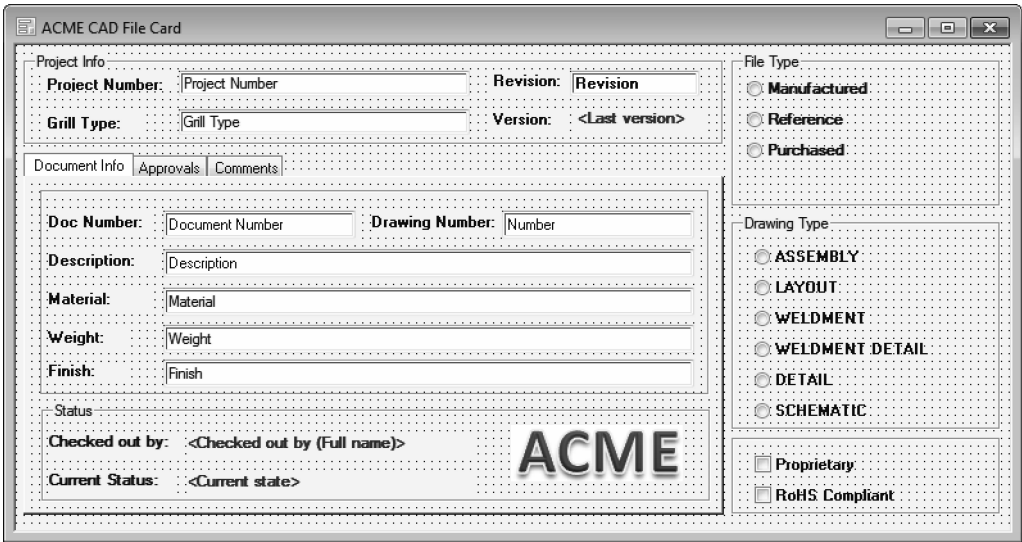 ACME CAD File Card
Project Info
Project Number: Project Number Revision: Revision
Grill Type: Grill Type Version: <Last version>
Document Info Approvals Comments
Doc Number: Document Number Drawing Number: Number
Description: Description
Material: Material
Weight: Weight
Finish: Finish
Status
Checked out by: <Checked out by (Full name)>
Current Status: <Current state>
ACME
File Type
Manufactured
Reference
Purchased
Drawing Type
ASSEMBLY
LAYOUT
WELDMENT
WELDMENT DETAIL
DETAIL
SCHEMATIC
Proprietary
RoHS Compliant